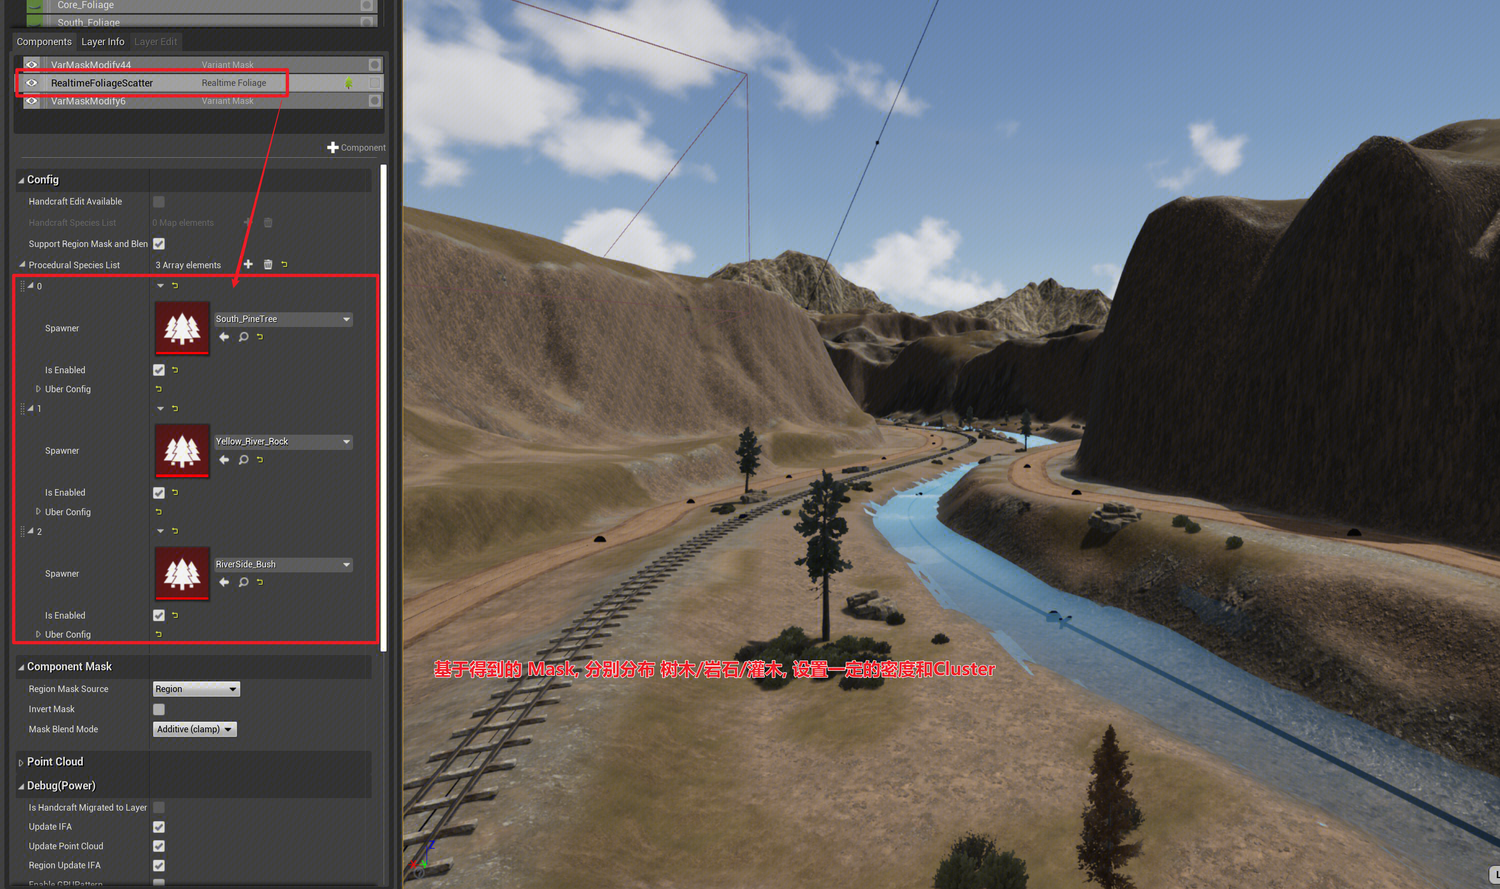 Core_Foliage
South_Foliage
Components Layer Info Layer Edit
VarMaskModify44 Variant Mask
RealtimeFoliageScatter Realtime Foliage
VarMaskModify6 Variant Mask
Component
Config
Handcraft Edit Available
Handcraft Species List 0 Map elements
Support Region Mask and Blen
Procedural Species List 3 Array elements
0
Spawner South_PineTree
Is Enabled
Uber Config
1
Spawner Yellow_River_Rock
Is Enabled
Uber Config
2
Spawner RiverSide_Bush
Is Enabled
Uber Config
Component Mask
Region Mask Source Region
Invert Mask
Mask Blend Mode Additive (clamp)
Point Cloud
Debug(Power)
Is Handcraft Migrated to Layer
Update IFA
Update Point Cloud
Region Update IFA
Enable GPUPattern
基于得到的 Mask, 分别分布 树木/岩石/灌木, 设置一定的密度和Cluster
Z
L